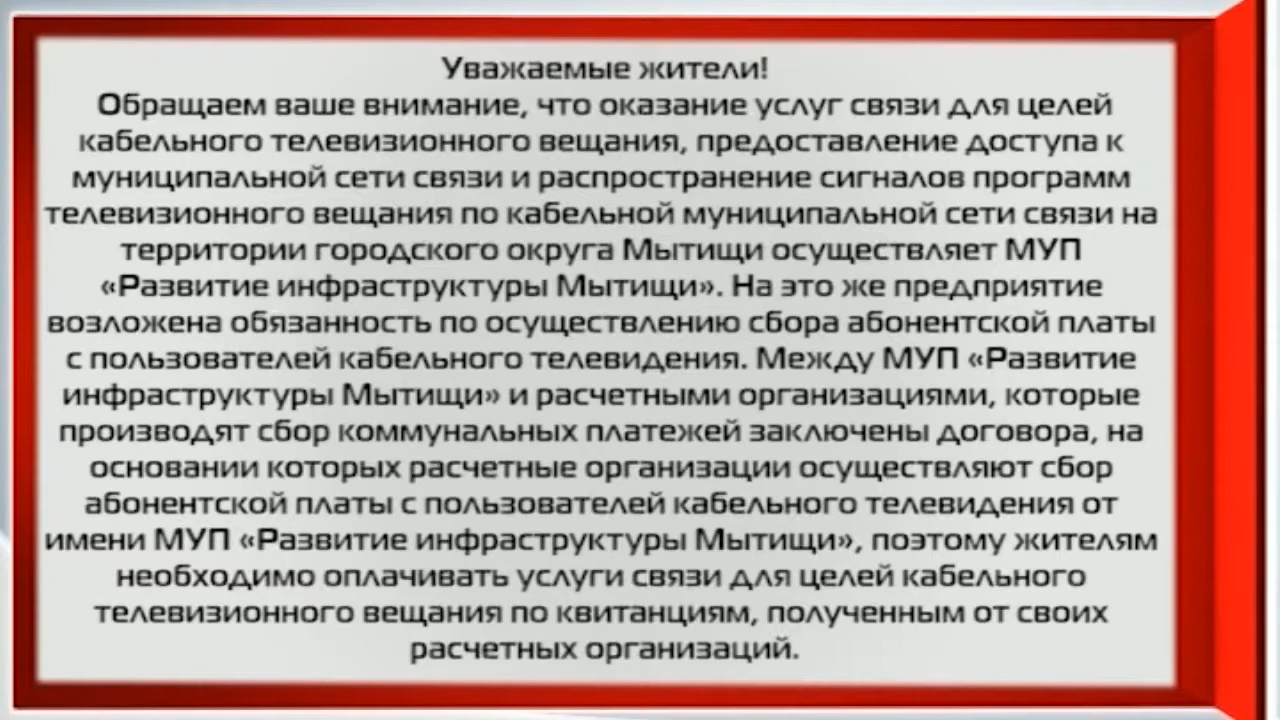 Уважаемые жители!
Обращаем ваше внимание, что оказание услуг связи для целей
кабельного телевизионного вещания, предоставление доступа к
муниципальной сети связи и распространение сигналов программ
телевизионного вещания по кабельной муниципальной сети связи на
территории городского округа Мытищи осуществляет МУП
«Развитие инфраструктуры Мытищи». На это же предприятие
возложена обязанность по осуществлению сбора абонентской платы
с пользователей кабельного телевидения. Между МУП «Развитие
инфраструктуры Мытищи» и расчетными организациями, которые
производят сбор коммунальных платежей заключены договора, на
основании которых расчетные организации осуществляют сбор
абонентской платы с пользователей кабельного телевидения от
имени МУП «Развитие инфраструктуры Мытищи», поэтому жителям
необходимо оплачивать услуги связи для целей кабельного
телевизионного вещания по квитанциям, полученным от своих
расчетных организаций.